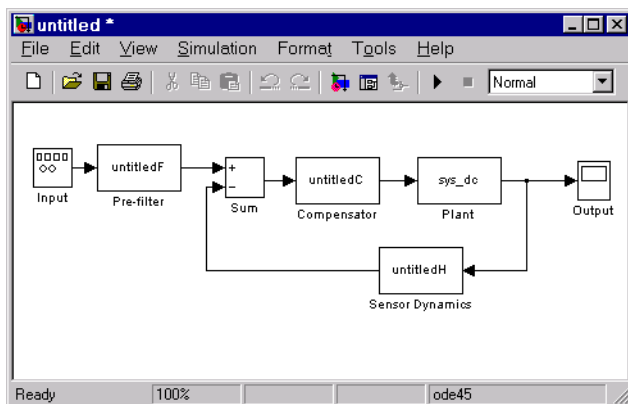 untitled *
File Edit View Simulation Format Tools Help
Normal
untitledF
+
−
untitledC
sys_dc
Input
Pre-filter
Sum
Compensator
Plant
Output
untitledH
Sensor Dynamics
Ready 100% ode45